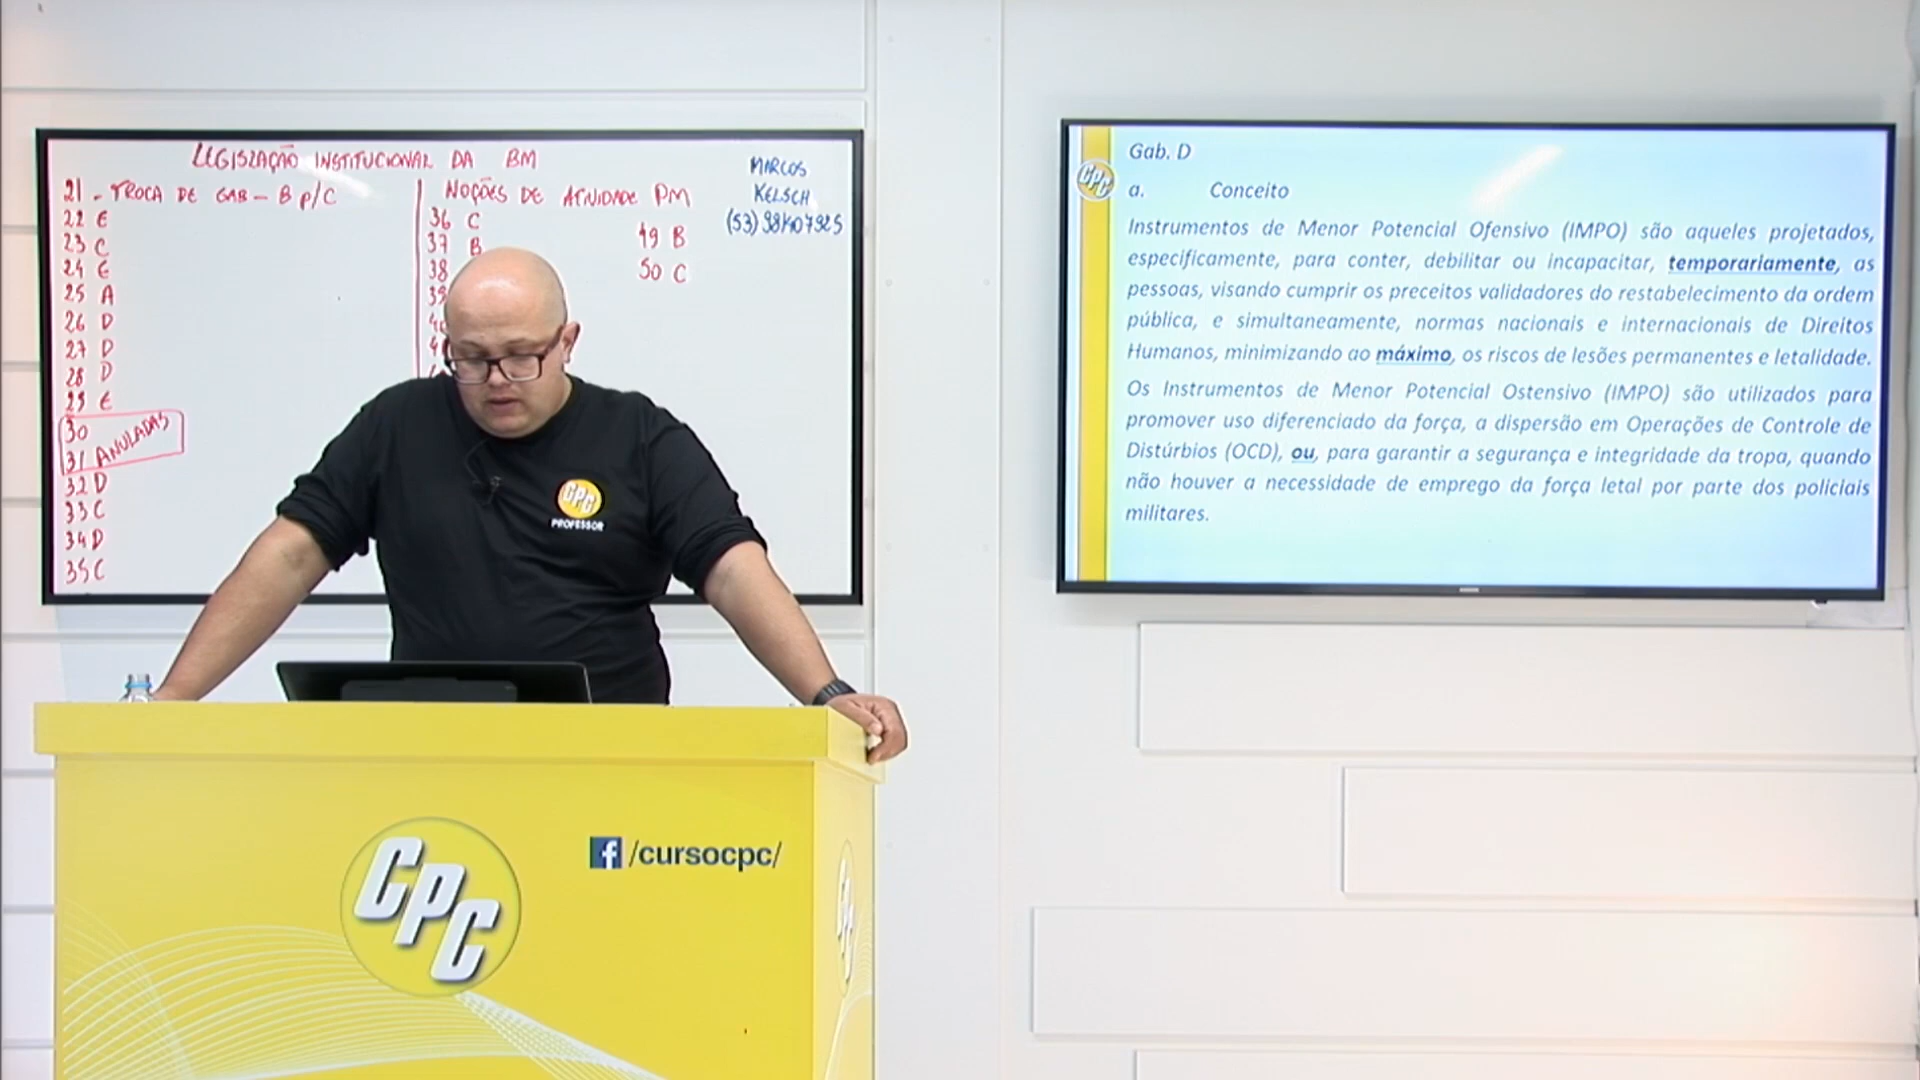 LEGISLAÇÃO INSTITUCIONAL DA BM
21 - TROCA DE GAB - B p/C
22 E
23 C
24 E
25 A
26 D
27 D
28 D
29 E
30
31 ANULADAS
32 D
33 C
34 D
35 C
NOÇÕES DE ATIVIDADE PM
36 C
37 B
38
39
49 B
50 C
MARCOS
KELSCH
(53)
CPC
PROFESSOR
CPC
f /cursocpc/
CPC
Gab. D
a. Conceito
Instrumentos de Menor Potencial Ofensivo (IMPO) são aqueles projetados,
especificamente, para conter, debilitar ou incapacitar, temporariamente, as
pessoas, visando cumprir os preceitos validadores do restabelecimento da ordem
pública, e simultaneamente, normas nacionais e internacionais de Direitos
Humanos, minimizando ao máximo, os riscos de lesões permanentes e letalidade.
Os Instrumentos de Menor Potencial Ostensivo (IMPO) são utilizados para
promover uso diferenciado da força, a dispersão em Operações de Controle de
Distúrbios (OCD), ou, para garantir a segurança e integridade da tropa, quando
não houver a necessidade de emprego da força letal por parte dos policiais
militares.